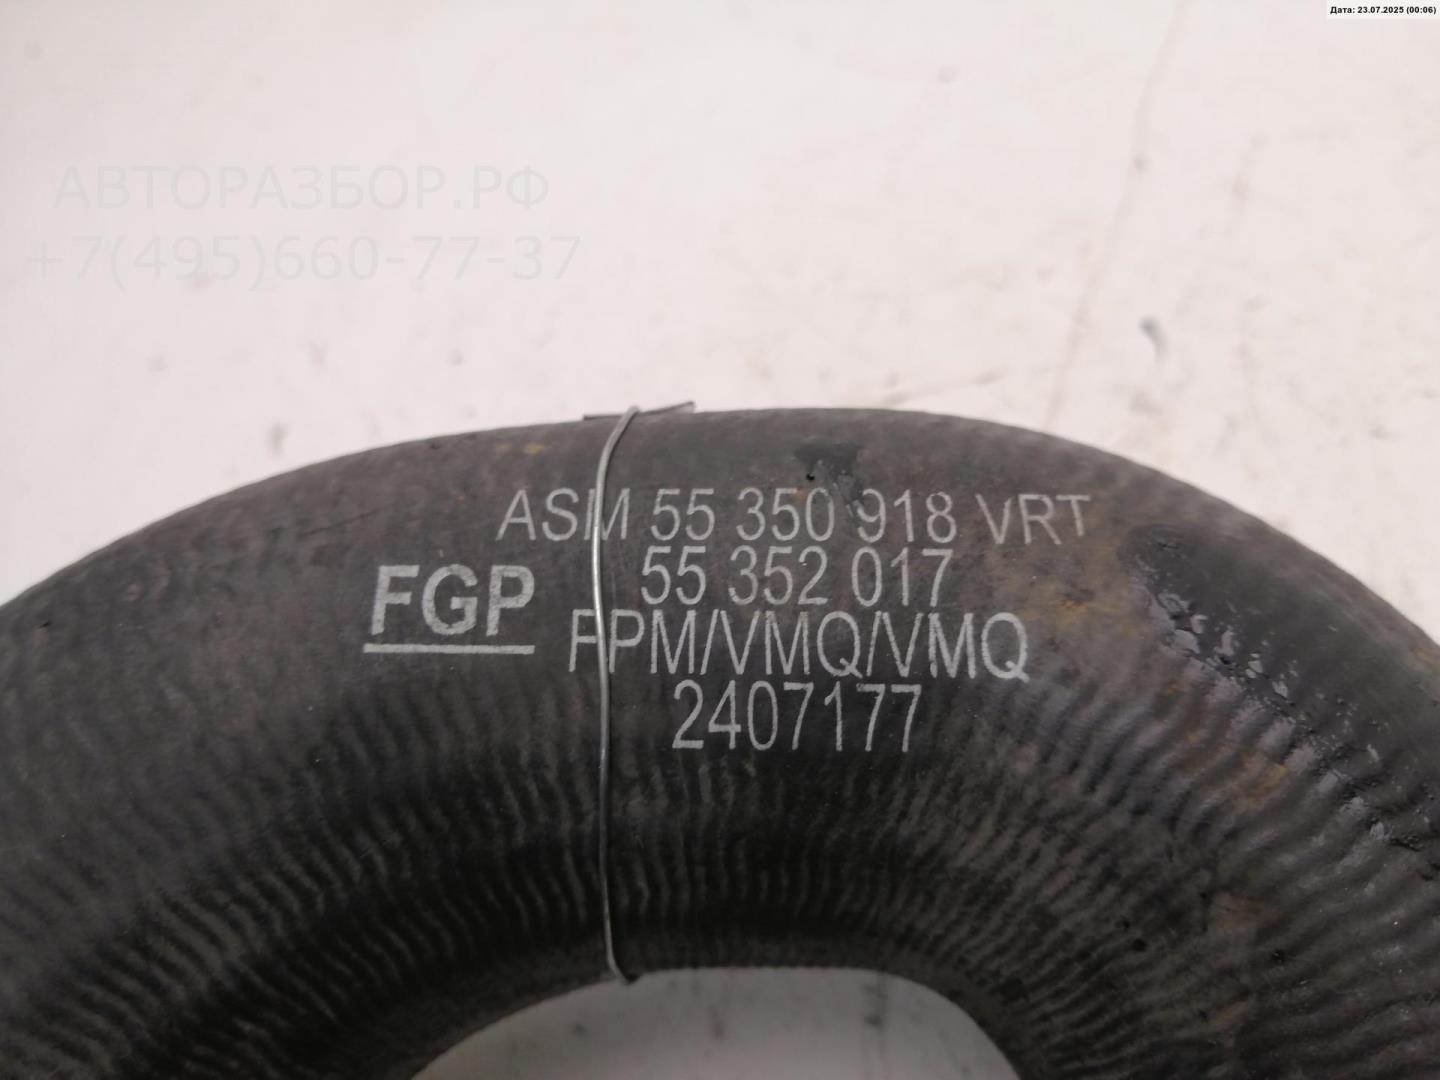 Дата: 23.07.2025 (00:06)
АВТОРАЗБОР.РФ
+7(495)660-77-37
ASM 55 350 918 VRT
55 352 017
FGP
FPM/VMQ/VMQ
2407177